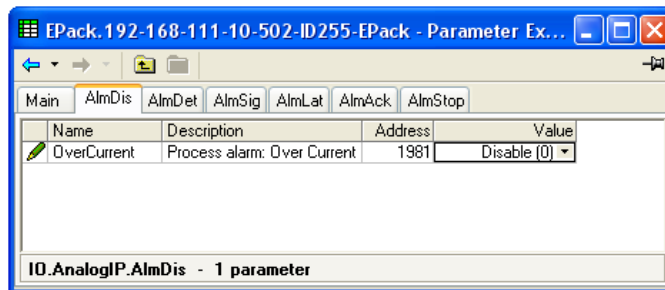 EPack.192-168-111-10-502-ID255-EPack - Parameter Ex...
Main AlmDis AlmDet AlmSig AlmLat AlmAck AlmStop
Name Description Address Value
OverCurrent Process alarm: Over Current 1981 Disable (0)
IO.AnalogIP.AlmDis - 1 parameter